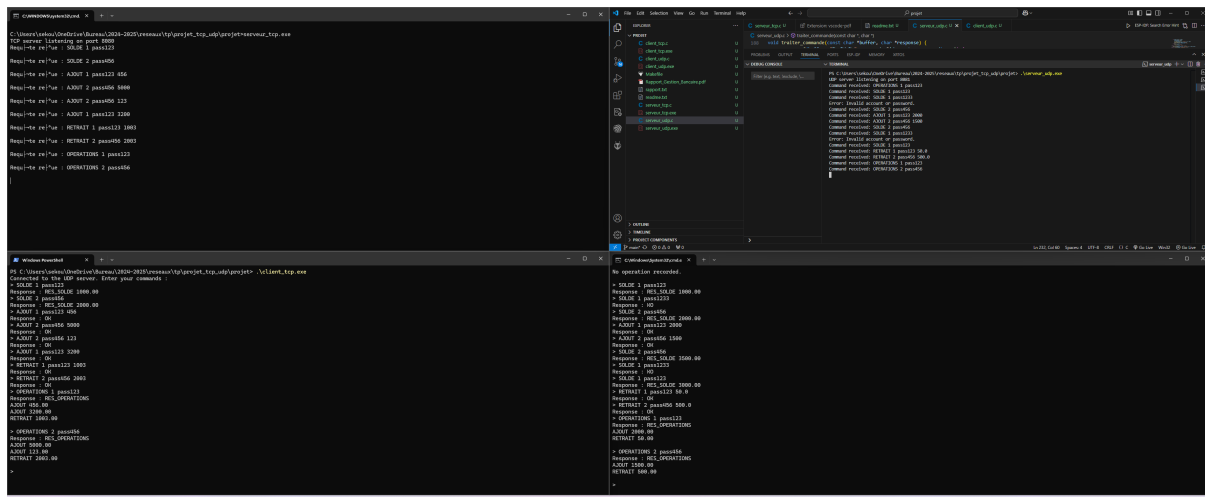 C:\WINDOWS\system32\cmd.
C:\Users\sekou\OneDrive\Bureau\2024-2025\reseaux\tp\projet_tcp_udp\projet>serveur_tcp.exe
TCP server listening on port 8080
Requ├¬te re├ºue : SOLDE 1 pass123
Requ├¬te re├ºue : SOLDE 2 pass456
Requ├¬te re├ºue : AJOUT 1 pass123 456
Requ├¬te re├ºue : AJOUT 2 pass456 5000
Requ├¬te re├ºue : AJOUT 2 pass456 123
Requ├¬te re├ºue : AJOUT 1 pass123 3200
Requ├¬te re├ºue : RETRAIT 1 pass123 1003
Requ├¬te re├ºue : RETRAIT 2 pass456 2003
Requ├¬te re├ºue : OPERATIONS 1 pass123
Requ├¬te re├ºue : OPERATIONS 2 pass456
File Edit Selection View Go Run Terminal Help
projet
EXPLORER
PROJET
client_tcp.c U
client_tcp.exe U
client_udp.c U
client_udp.exe U
Makefile U
Rapport_Gestion_Bancaire.pdf U
rapport.txt U
readme.txt U
serveur_tcp.c U
serveur_tcp.exe U
serveur_udp.c U
serveur_udp.exe U
OUTLINE
TIMELINE
PROJECT COMPONENTS
serveur_tcp.c U
Extension: vscode-pdf
readme.txt U
serveur_udp.c U
client_udp.c U
void traiter_commande(const char *buffer, char *response) {
PROBLEMS OUTPUT TERMINAL PORTS ESP-IDF MEMORY XRTOS
DEBUG CONSOLE
TERMINAL
serveur_udp
PS C:\Users\sekou\OneDrive\Bureau\2024-2025\reseaux\tp\projet_tcp_udp\projet> .\serveur_udp.exe
UDP server listening on port 8081
Command received: OPERATIONS 1 pass123
Command received: SOLDE 1 pass123
Command received: SOLDE 1 pass1233
Error: Invalid account or password.
Command received: SOLDE 2 pass456
Command received: AJOUT 1 pass123 2000
Command received: AJOUT 2 pass456 1500
Command received: SOLDE 2 pass456
Command received: SOLDE 1 pass1233
Error: Invalid account or password.
Command received: SOLDE 1 pass123
Command received: RETRAIT 1 pass123 50.0
Command received: RETRAIT 2 pass456 500.0
Command received: OPERATIONS 1 pass123
Command received: OPERATIONS 2 pass456
Ln 232, Col 80 Spaces: 4 UTF-8 CRLF C Go Live Win32
Windows PowerShell
PS C:\Users\sekou\OneDrive\Bureau\2024-2025\reseaux\tp\projet_tcp_udp\projet> .\client_tcp.exe
Connected to the UDP server. Enter your commands :
> SOLDE 1 pass123
Response : RES_SOLDE 1000.00
> SOLDE 2 pass456
Response : RES_SOLDE 2000.00
> AJOUT 1 pass123 456
Response : OK
> AJOUT 2 pass456 5000
Response : OK
> AJOUT 2 pass456 123
Response : OK
> AJOUT 1 pass123 3200
Response : OK
> RETRAIT 1 pass123 1003
Response : OK
> RETRAIT 2 pass456 2003
Response : OK
> OPERATIONS 1 pass123
Response : RES_OPERATIONS
AJOUT 456.00
AJOUT 3200.00
RETRAIT 1003.00
> OPERATIONS 2 pass456
Response : RES_OPERATIONS
AJOUT 5000.00
AJOUT 123.00
RETRAIT 2003.00
>
C:\Windows\System32\cmd.e
No operation recorded.
> SOLDE 1 pass123
Response : RES_SOLDE 1000.00
> SOLDE 1 pass1233
Response : KO
> SOLDE 2 pass456
Response : RES_SOLDE 2000.00
> AJOUT 1 pass123 2000
Response : OK
> AJOUT 2 pass456 1500
Response : OK
> SOLDE 2 pass456
Response : RES_SOLDE 3500.00
> SOLDE 1 pass1233
Response : KO
> SOLDE 1 pass123
Response : RES_SOLDE 3000.00
> RETRAIT 1 pass123 50.0
Response : OK
> RETRAIT 2 pass456 500.0
Response : OK
> OPERATIONS 1 pass123
Response : RES_OPERATIONS
AJOUT 2000.00
RETRAIT 50.00
> OPERATIONS 2 pass456
Response : RES_OPERATIONS
AJOUT 1500.00
RETRAIT 500.00
>